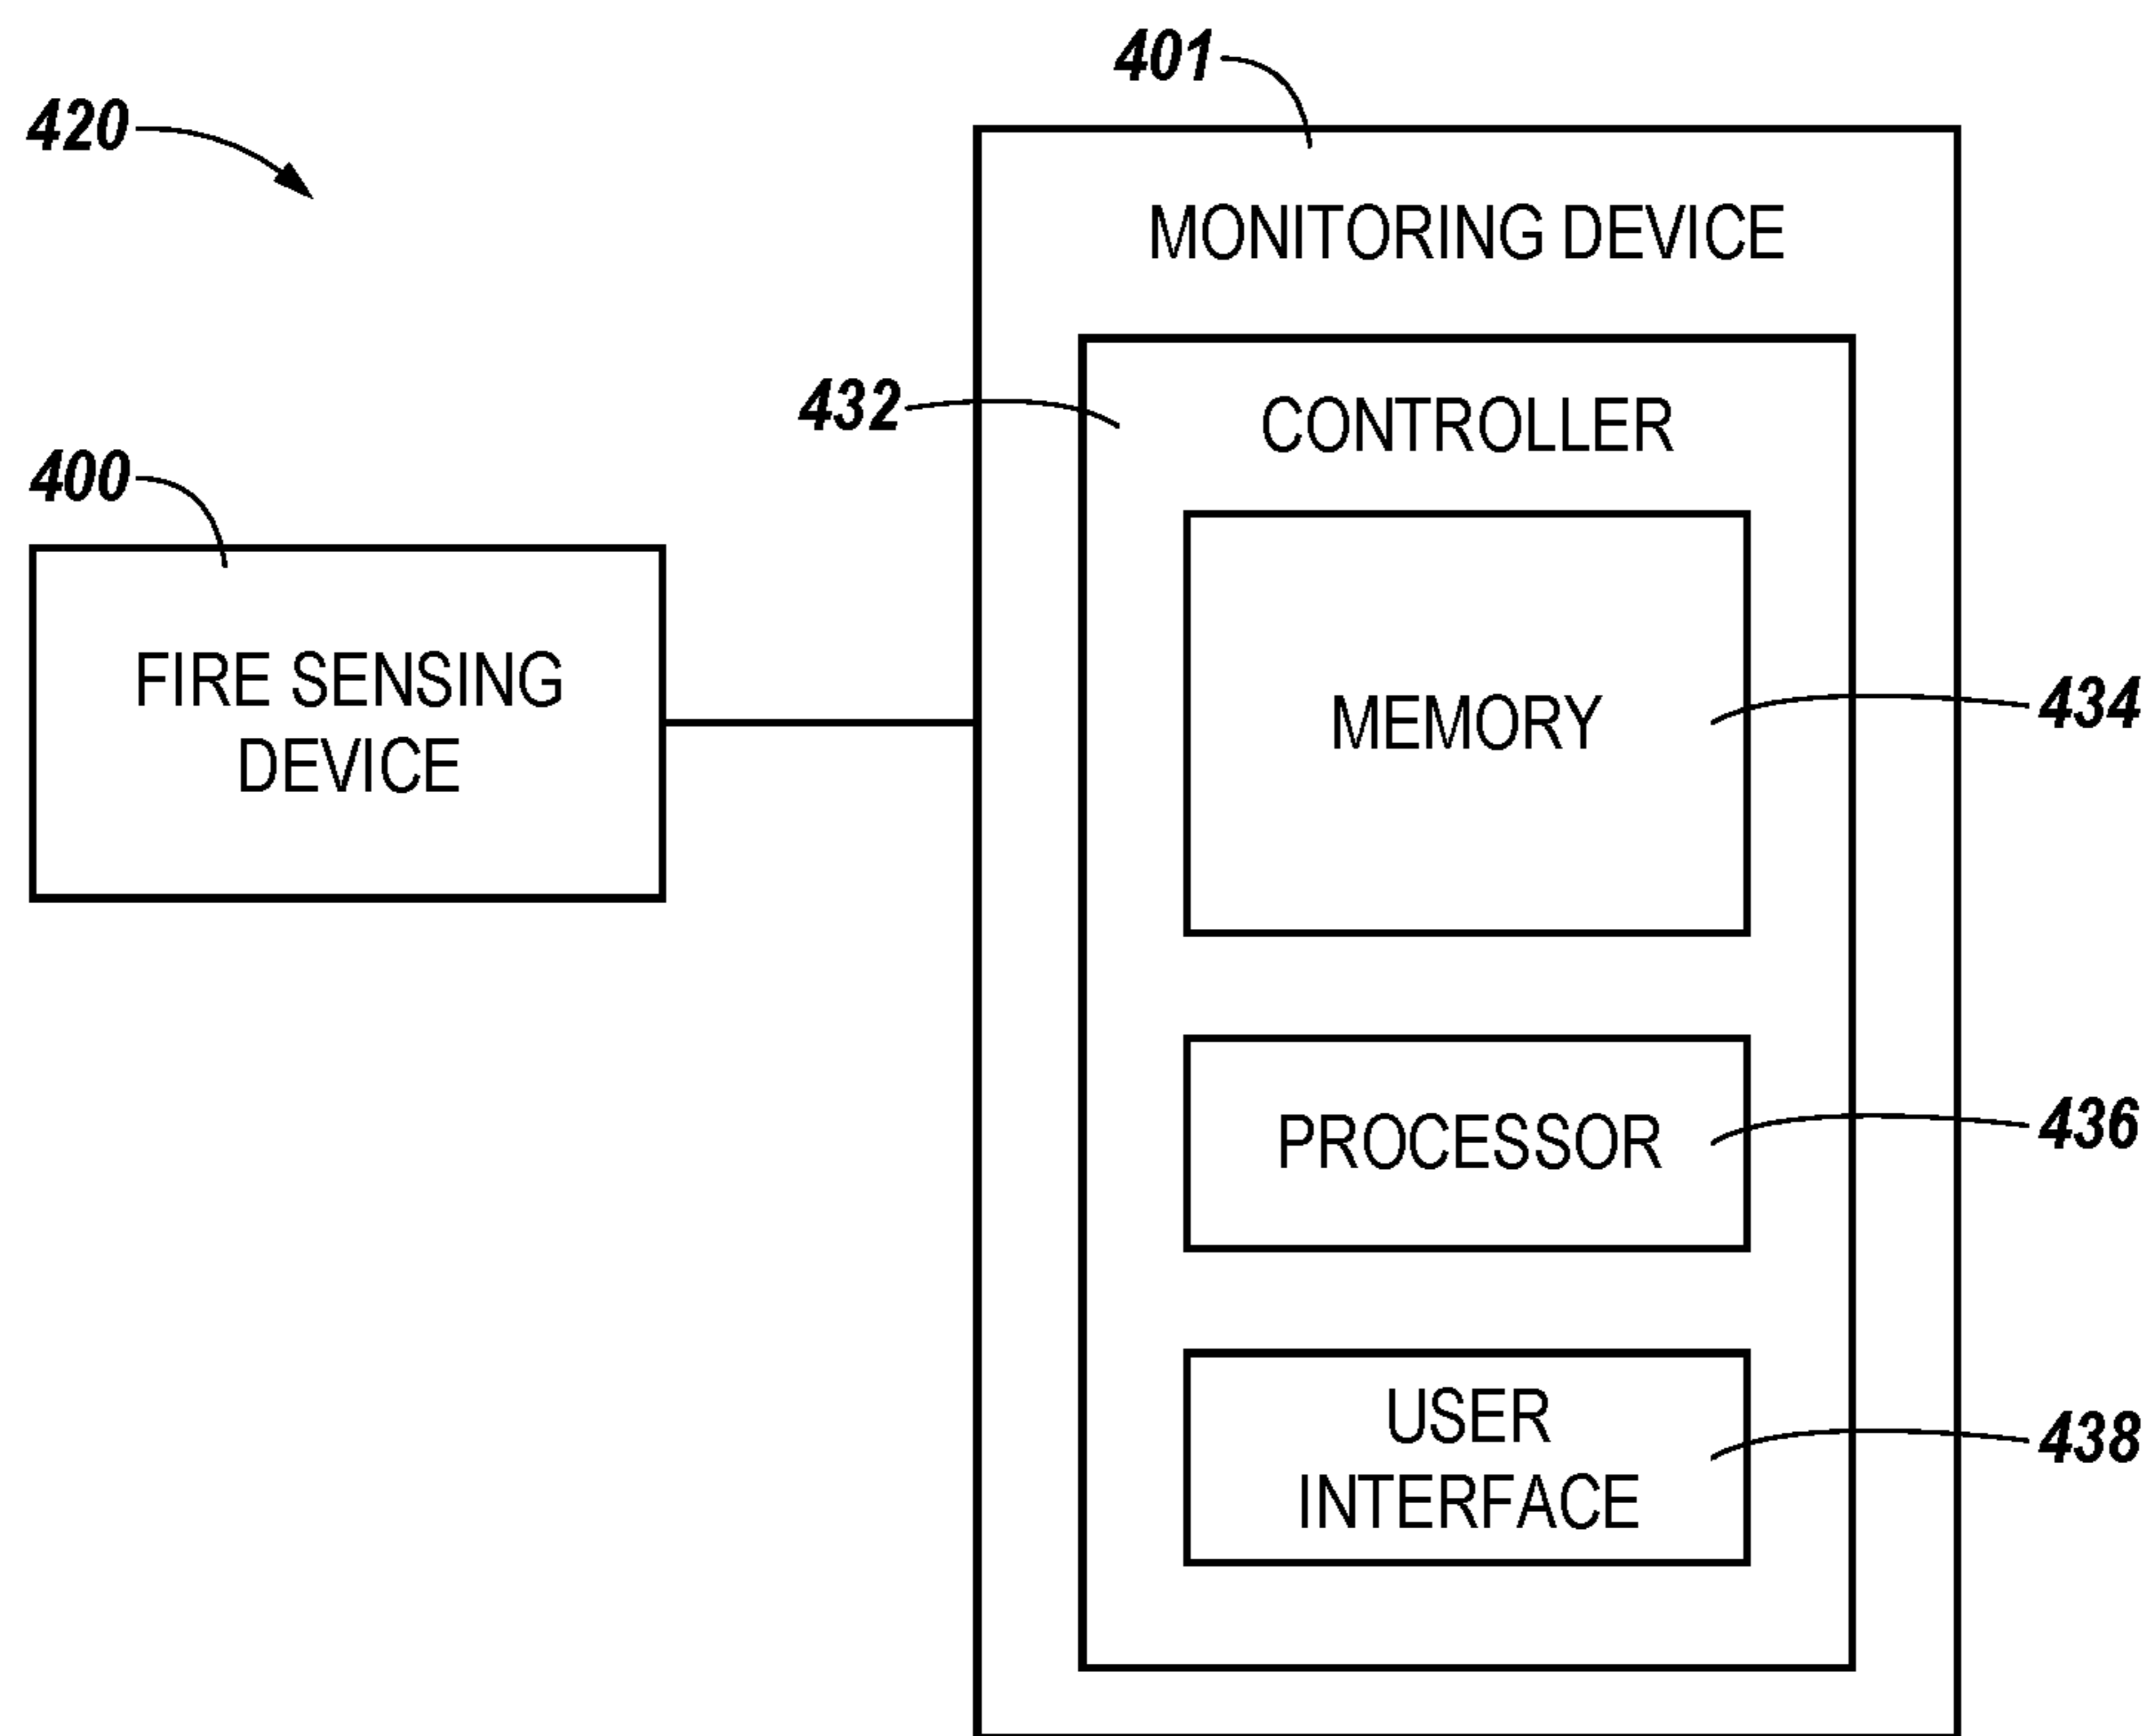 401
420
MONITORING DEVICE
432
CONTROLLER
400
FIRE SENSING
DEVICE
MEMORY
434
PROCESSOR
436
USER
INTERFACE
438